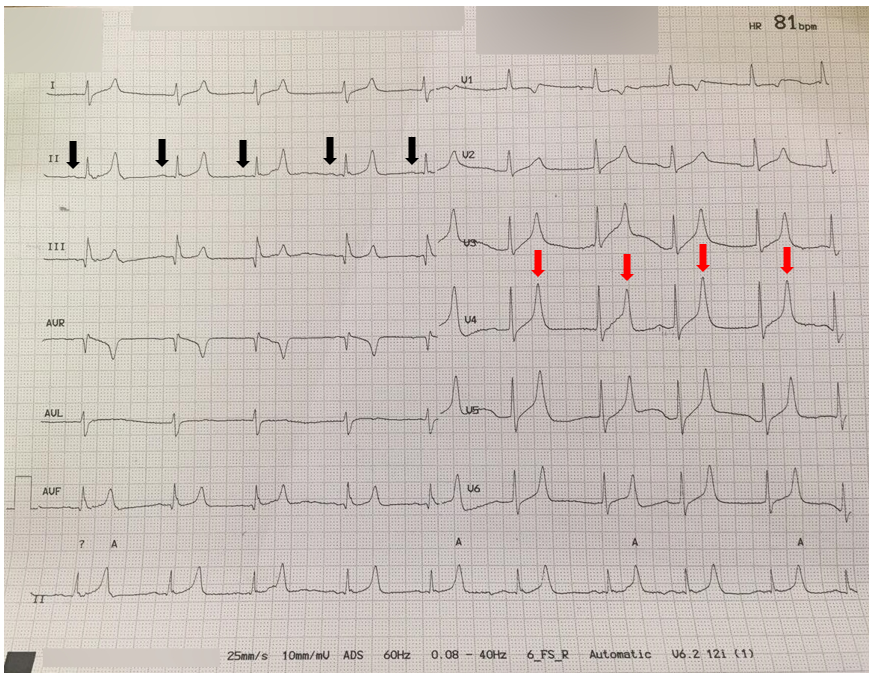 HR 81bpm
I
V1
II
V2
III
V3
AVR
V4
AVL
V5
AVF
V6
? A A A A
II
25mm/s 10mm/mV ADS 60Hz 0.08 - 40Hz 6_FS_R Automatic V6.2 12i (1)